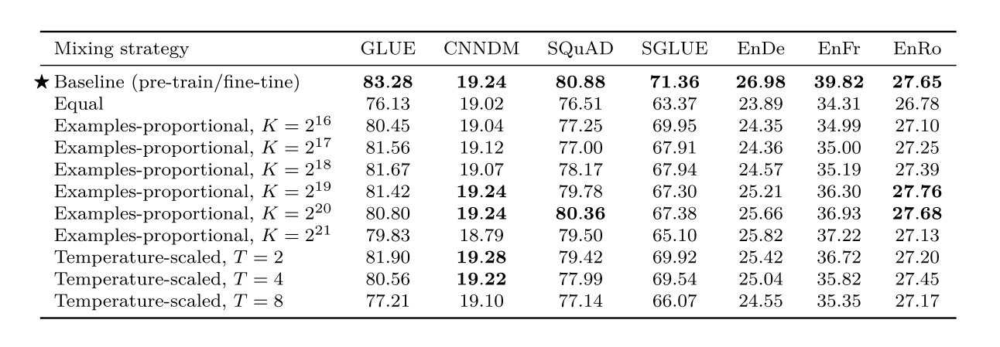 Mixing strategy GLUE CNNDM SQuAD SGLUE EnDe EnFr EnRo
★ Baseline (pre-train/fine-tine) 83.28 19.24 80.88 71.36 26.98 39.82 27.65
Equal 76.13 19.02 76.51 63.37 23.89 34.31 26.78
Examples-proportional, K = 2^16 80.45 19.04 77.25 69.95 24.35 34.99 27.10
Examples-proportional, K = 2^17 81.56 19.12 77.00 67.91 24.36 35.00 27.25
Examples-proportional, K = 2^18 81.67 19.07 78.17 67.94 24.57 35.19 27.39
Examples-proportional, K = 2^19 81.42 19.24 79.78 67.30 25.21 36.30 27.76
Examples-proportional, K = 2^20 80.80 19.24 80.36 67.38 25.66 36.93 27.68
Examples-proportional, K = 2^21 79.83 18.79 79.50 65.10 25.82 37.22 27.13
Temperature-scaled, T = 2 81.90 19.28 79.42 69.92 25.42 36.72 27.20
Temperature-scaled, T = 4 80.56 19.22 77.99 69.54 25.04 35.82 27.45
Temperature-scaled, T = 8 77.21 19.10 77.14 66.07 24.55 35.35 27.17